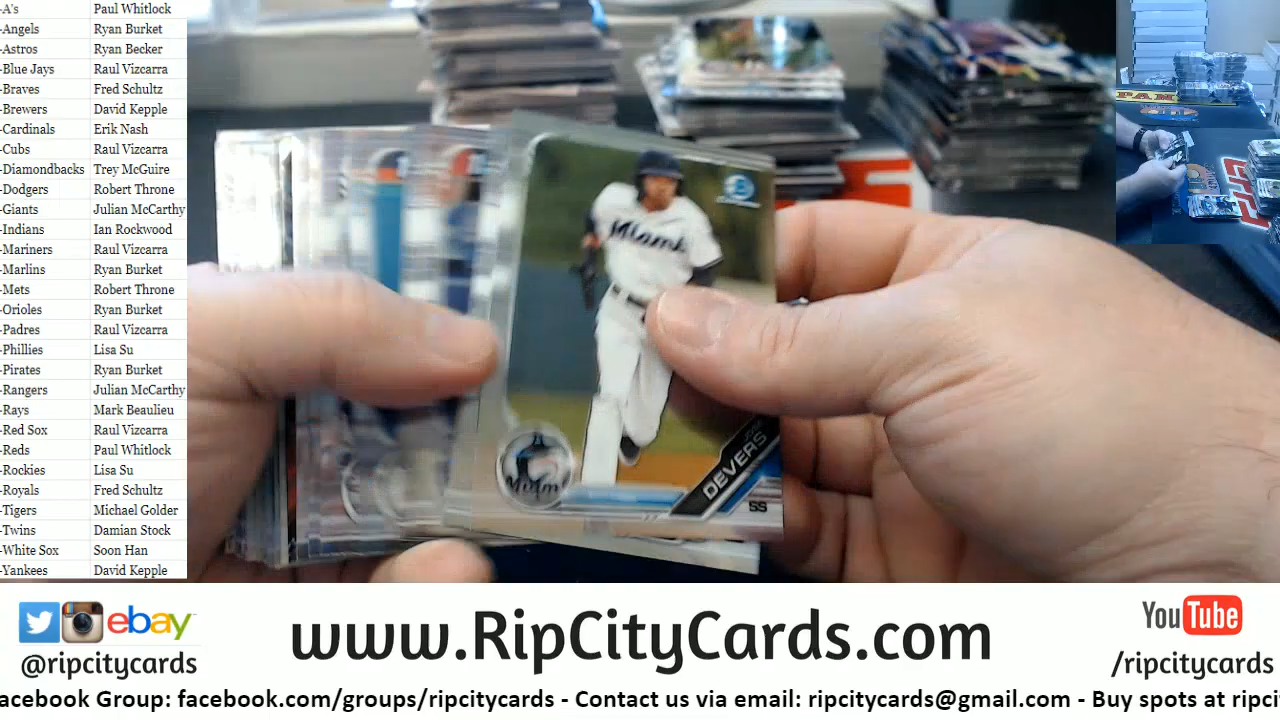 -A's Paul Whitlock
-Angels Ryan Burket
-Astros Ryan Becker
-Blue Jays Raul Vizcarra
-Braves Fred Schultz
-Brewers David Kepple
-Cardinals Erik Nash
-Cubs Raul Vizcarra
-Diamondbacks Trey McGuire
-Dodgers Robert Throne
-Giants Julian McCarthy
-Indians Ian Rockwood
-Mariners Raul Vizcarra
-Marlins Ryan Burket
-Mets Robert Throne
-Orioles Ryan Burket
-Padres Raul Vizcarra
-Phillies Lisa Su
-Pirates Ryan Burket
-Rangers Julian McCarthy
-Rays Mark Beaulieu
-Red Sox Raul Vizcarra
-Reds Paul Whitlock
-Rockies Lisa Su
-Royals Fred Schultz
-Tigers Michael Golder
-Twins Damian Stock
-White Sox Soon Han
-Yankees David Kepple
Miami
DEVERS
SS
ebay
@ripcitycards
www.RipCityCards.com
YouTube
/ripcitycards
acebook Group: facebook.com/groups/ripcitycards - Contact us via email: ripcitycards@gmail.com - Buy spots at ripci